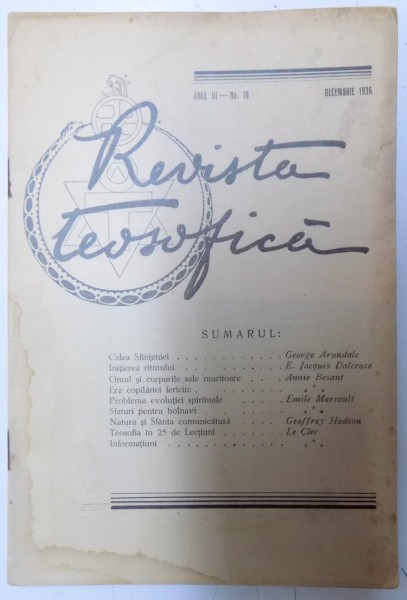 ओं
ANUL III — No. 10 DECEMBRIE 1936
Revista
teosofică
SUMARUL:
Calea Sfințeniei . . . . . . . . . . . . George Arundale
Inițierea ritmului . . . . . . . . . . . E. Jacques Dalcroze
Omul și corpurile sale muritoare . . . . Annie Besant
Era copilăriei fericite . . . . . . . . . * * *
Problema evoluției spirituale . . . . Emile Marcault
Sfaturi pentru bolnavi . . . . . . . . * * *
Natura și Sfânta comunicătură . . . . Geoffrey Hodson
Teosofia în 25 de Lecțiuni . . . . . . Le Cler
Informațiuni . . . . . . . . . . . . . * * *